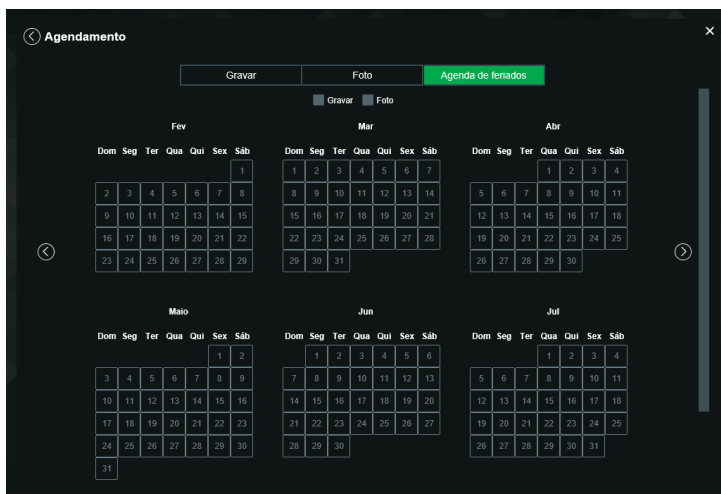 Agendamento
Gravar Foto Agenda de feriados
Gravar Foto
Fev Mar Abr
Dom Seg Ter Qua Qui Sex Sáb Dom Seg Ter Qua Qui Sex Sáb Dom Seg Ter Qua Qui Sex Sáb
1 1 2 3 4 5 6 7 1 2 3 4
2 3 4 5 6 7 8 8 9 10 11 12 13 14 5 6 7 8 9 10 11
9 10 11 12 13 14 15 15 16 17 18 19 20 21 12 13 14 15 16 17 18
16 17 18 19 20 21 22 22 23 24 25 26 27 28 19 20 21 22 23 24 25
23 24 25 26 27 28 29 29 30 31 26 27 28 29 30
Maio Jun Jul
Dom Seg Ter Qua Qui Sex Sáb Dom Seg Ter Qua Qui Sex Sáb Dom Seg Ter Qua Qui Sex Sáb
1 2 1 2 3 4 5 6 1 2 3 4
3 4 5 6 7 8 9 7 8 9 10 11 12 13 5 6 7 8 9 10 11
10 11 12 13 14 15 16 14 15 16 17 18 19 20 12 13 14 15 16 17 18
17 18 19 20 21 22 23 21 22 23 24 25 26 27 19 20 21 22 23 24 25
24 25 26 27 28 29 30 28 29 30 26 27 28 29 30 31
31